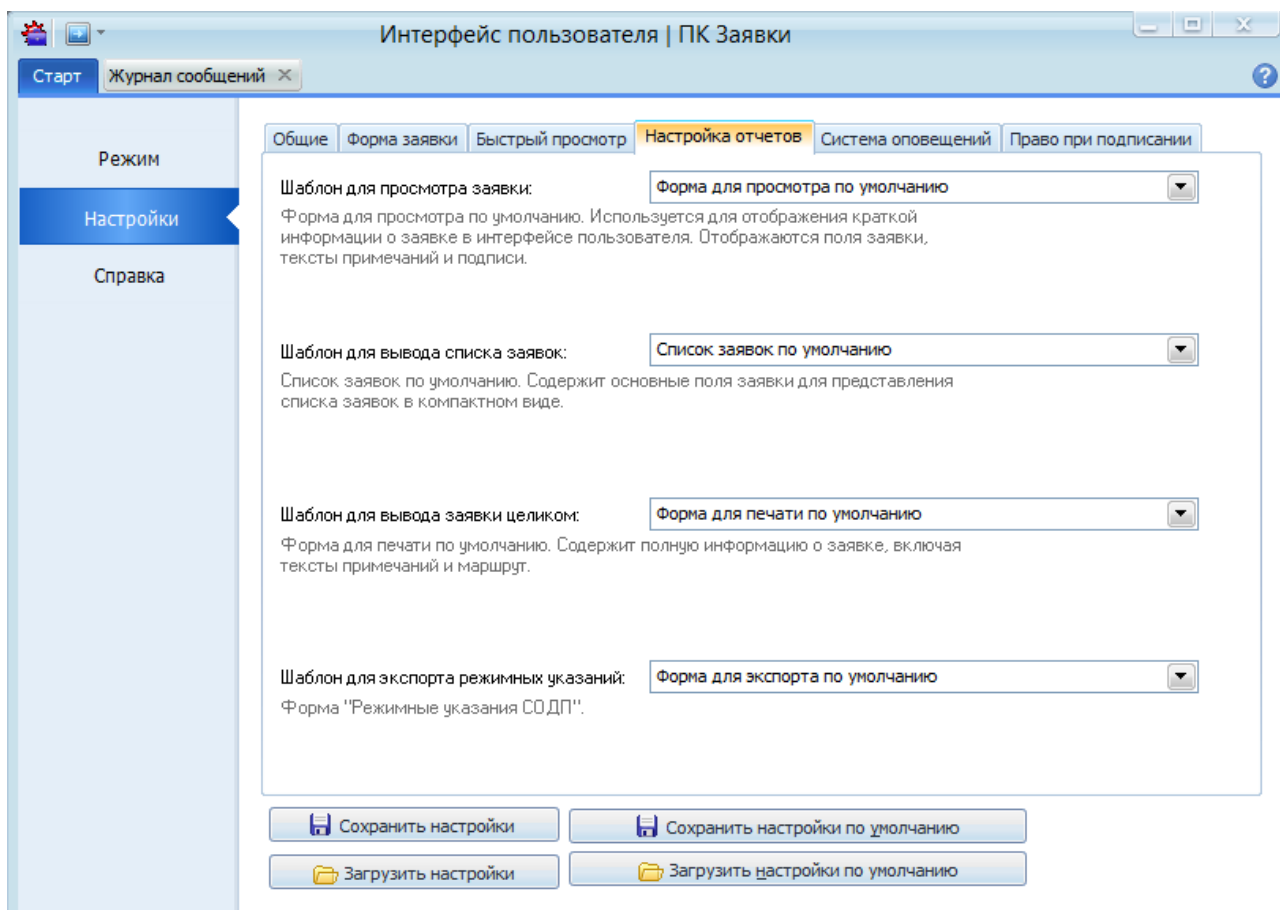 Интерфейс пользователя | ПК Заявки
Старт
Журнал сообщений
Режим
Настройки
Справка
Общие
Форма заявки
Быстрый просмотр
Настройка отчетов
Система оповещений
Право при подписании
Шаблон для просмотра заявки:
Форма для просмотра по умолчанию
Форма для просмотра по умолчанию. Используется для отображения краткой
информации о заявке в интерфейсе пользователя. Отображаются поля заявки,
тексты примечаний и подписи.
Шаблон для вывода списка заявок:
Список заявок по умолчанию
Список заявок по умолчанию. Содержит основные поля заявки для представления
списка заявок в компактном виде.
Шаблон для вывода заявки целиком:
Форма для печати по умолчанию
Форма для печати по умолчанию. Содержит полную информацию о заявке, включая
тексты примечаний и маршрут.
Шаблон для экспорта режимных указаний:
Форма для экспорта по умолчанию
Форма "Режимные указания СОДП".
Сохранить настройки
Сохранить настройки по умолчанию
Загрузить настройки
Загрузить настройки по умолчанию